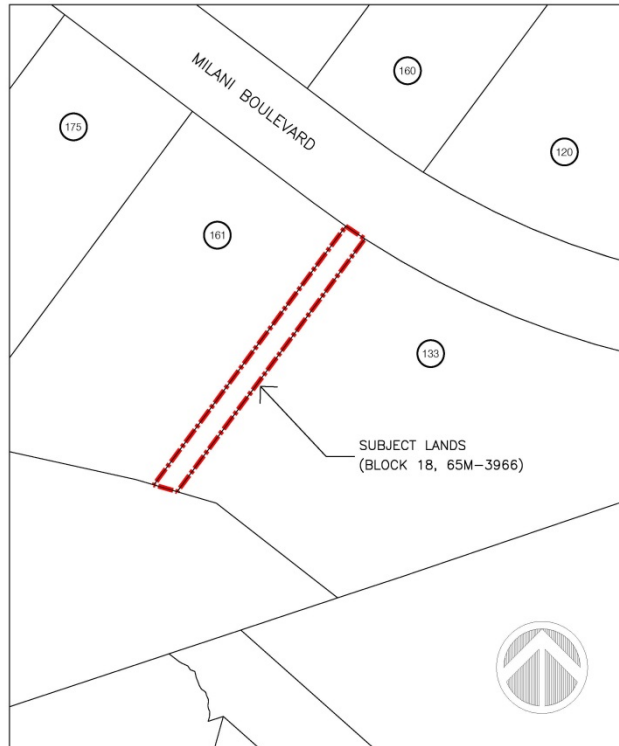 MILANI BOULEVARD
160
175
120
161
133
SUBJECT LANDS
(BLOCK 18, 65M-3966)